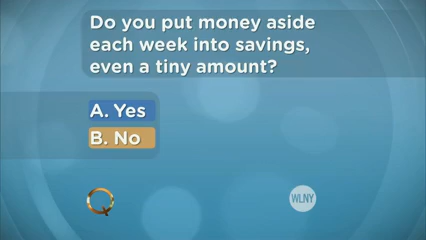 Do you put money aside
each week into savings,
even a tiny amount?
A. Yes
B. No
Q
WLNY